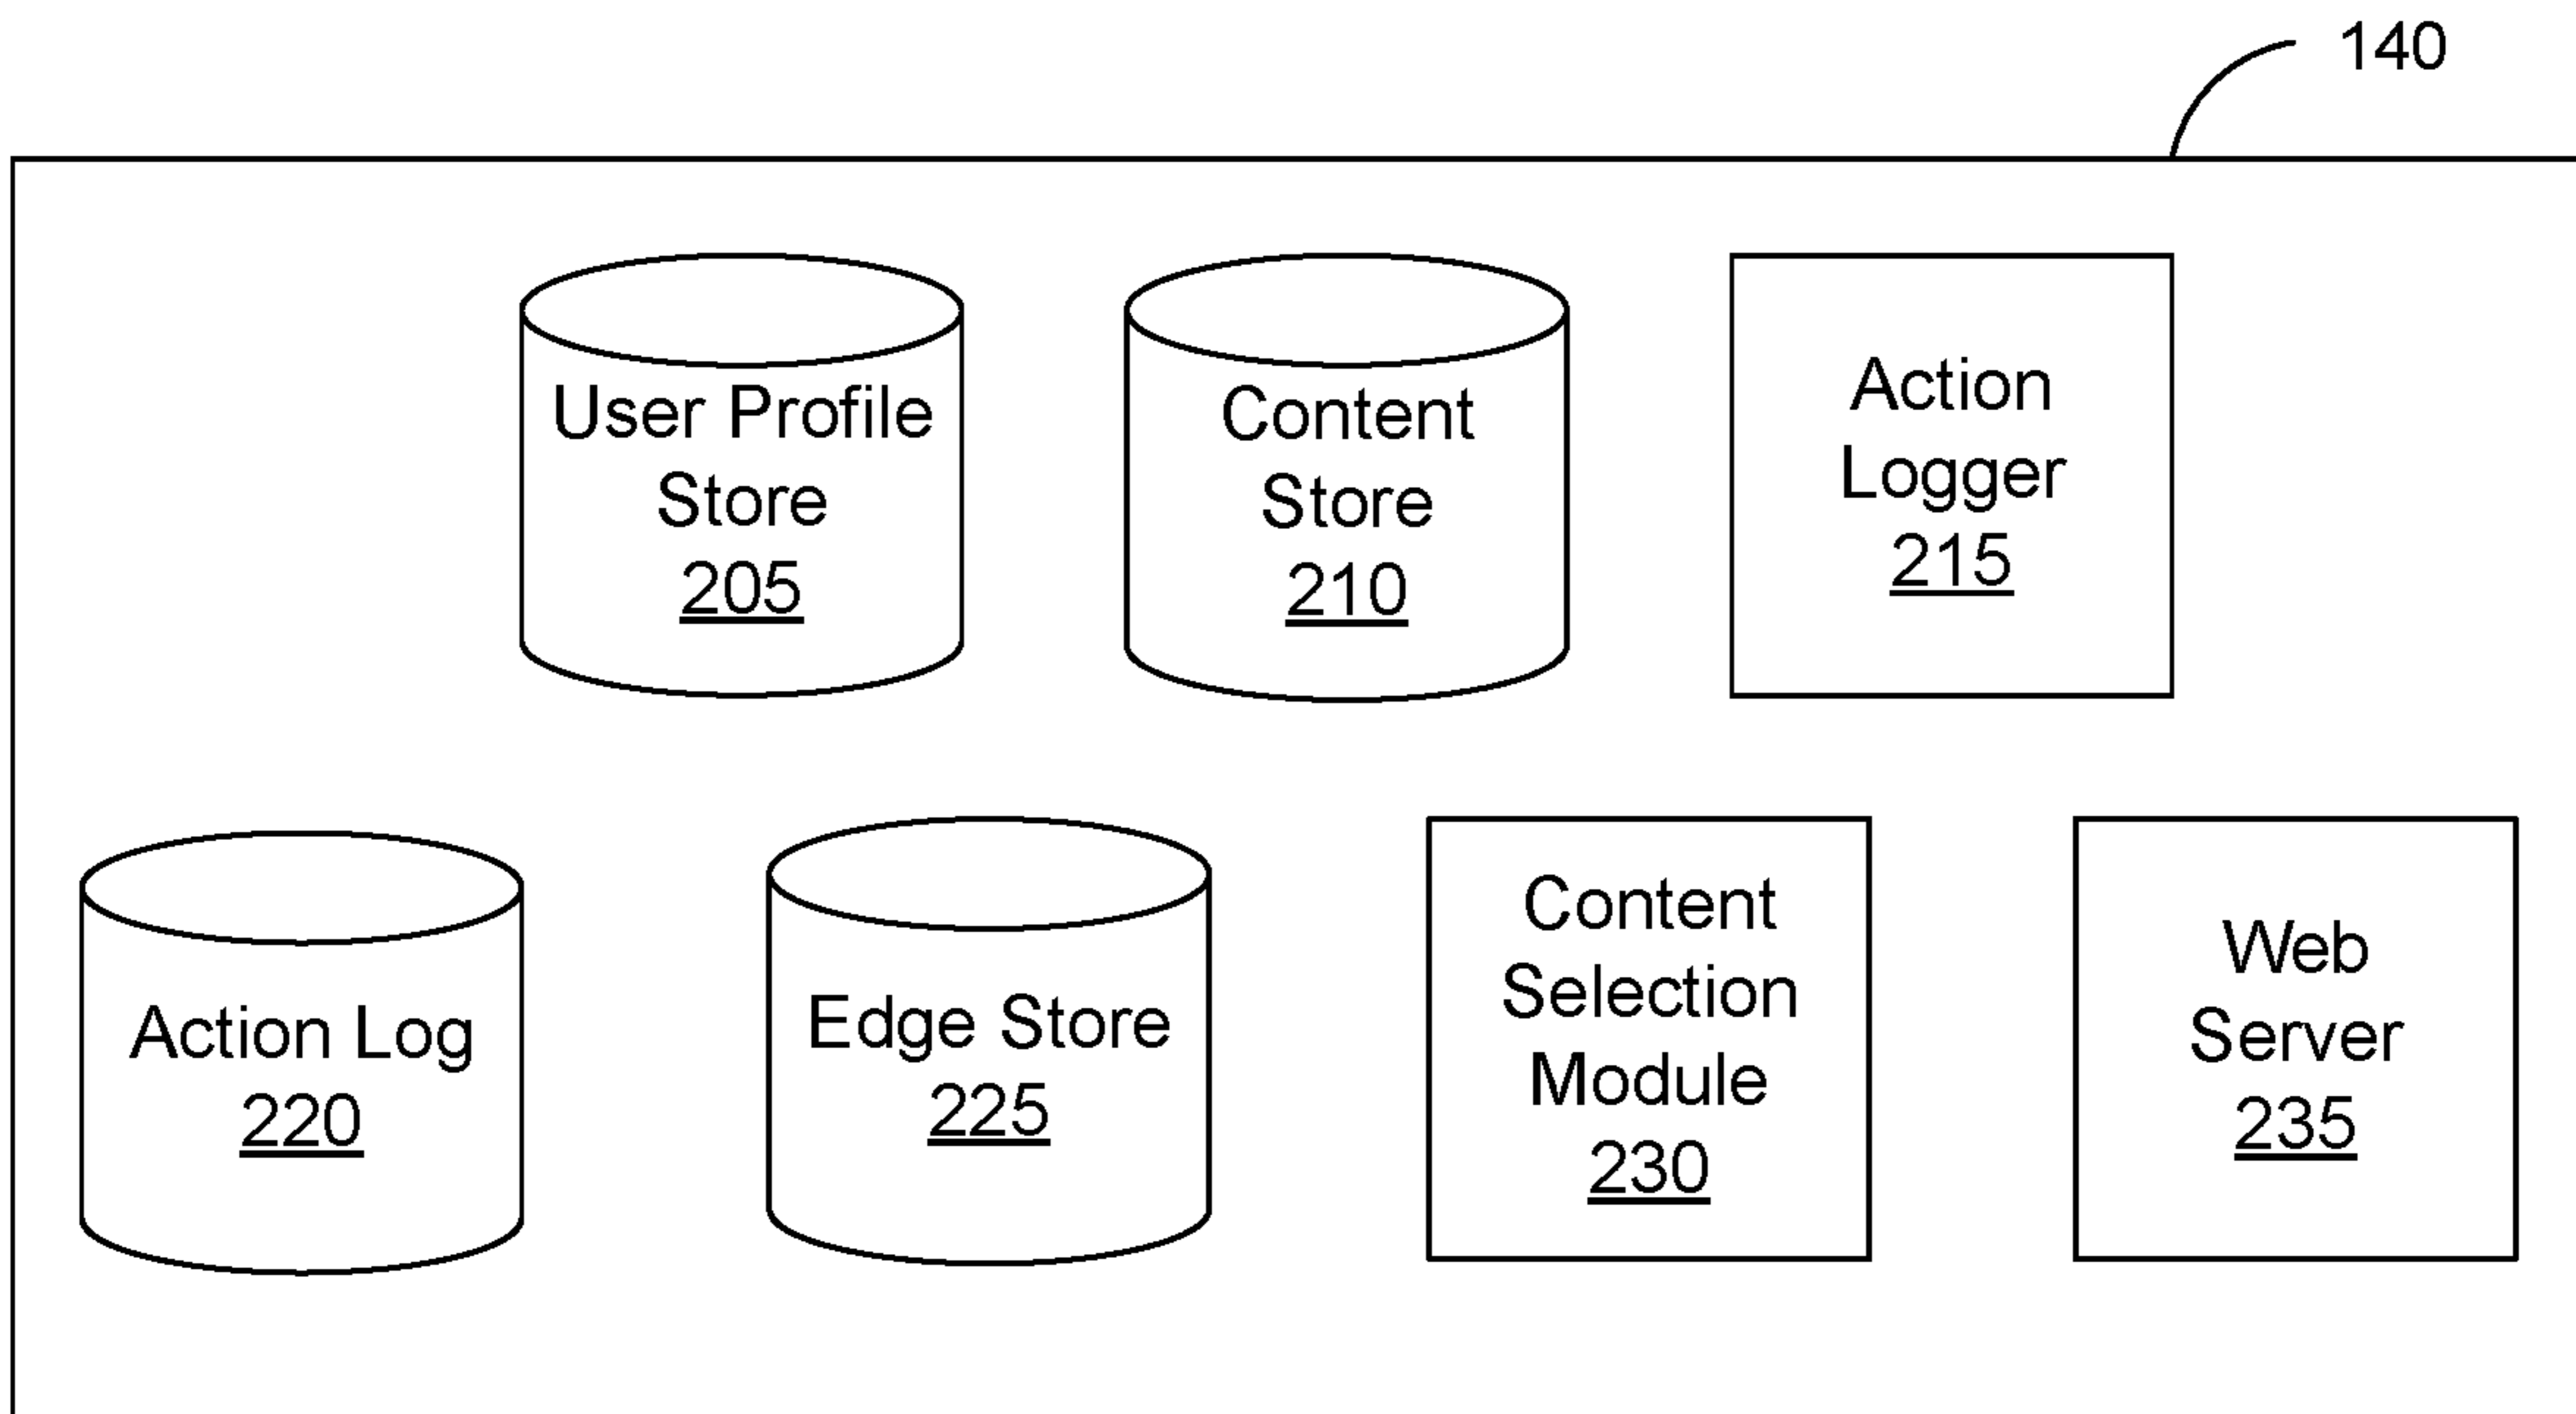 140
User Profile
Store
205
Content
Store
210
Action
Logger
215
Action Log
220
Edge Store
225
Content
Selection
Module
230
Web
Server
235